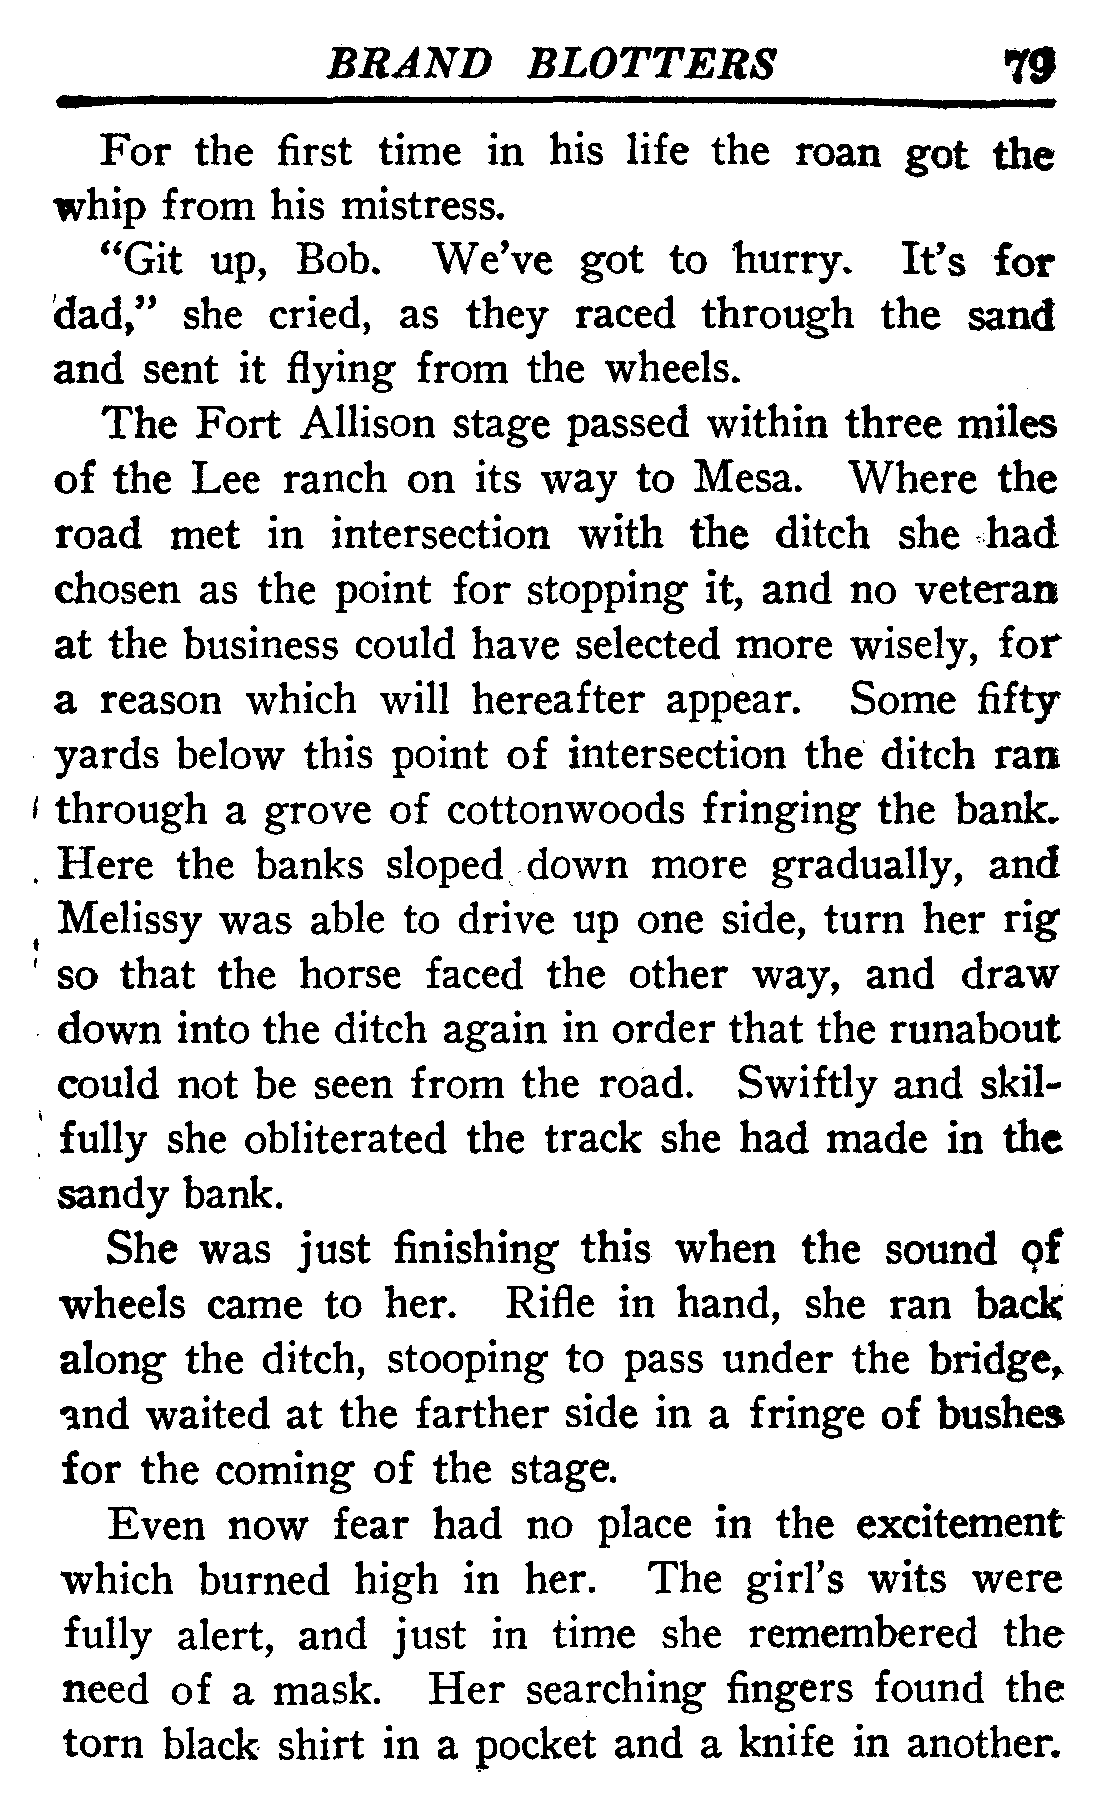 BRAND BLOTTERS 79
For the first time in his life the roan got the
whip from his mistress.
“Git up, Bob. We’ve got to hurry. It’s for
dad,” she cried, as they raced through the sand
and sent it flying from the wheels.
The Fort Allison stage passed within three miles
of the Lee ranch on its way to Mesa. Where the
road met in intersection with the ditch she had
chosen as the point for stopping it, and no veteran
at the business could have selected more wisely, for
a reason which will hereafter appear. Some fifty
yards below this point of intersection the ditch ran
through a grove of cottonwoods fringing the bank.
Here the banks sloped down more gradually, and
Melissy was able to drive up one side, turn her rig
so that the horse faced the other way, and draw
down into the ditch again in order that the runabout
could not be seen from the road. Swiftly and skil-
fully she obliterated the track she had made in the
sandy bank.
She was just finishing this when the sound of
wheels came to her. Rifle in hand, she ran back
along the ditch, stooping to pass under the bridge,
and waited at the farther side in a fringe of bushes
for the coming of the stage.
Even now fear had no place in the excitement
which burned high in her. The girl’s wits were
fully alert, and just in time she remembered the
need of a mask. Her searching fingers found the
torn black shirt in a pocket and a knife in another.